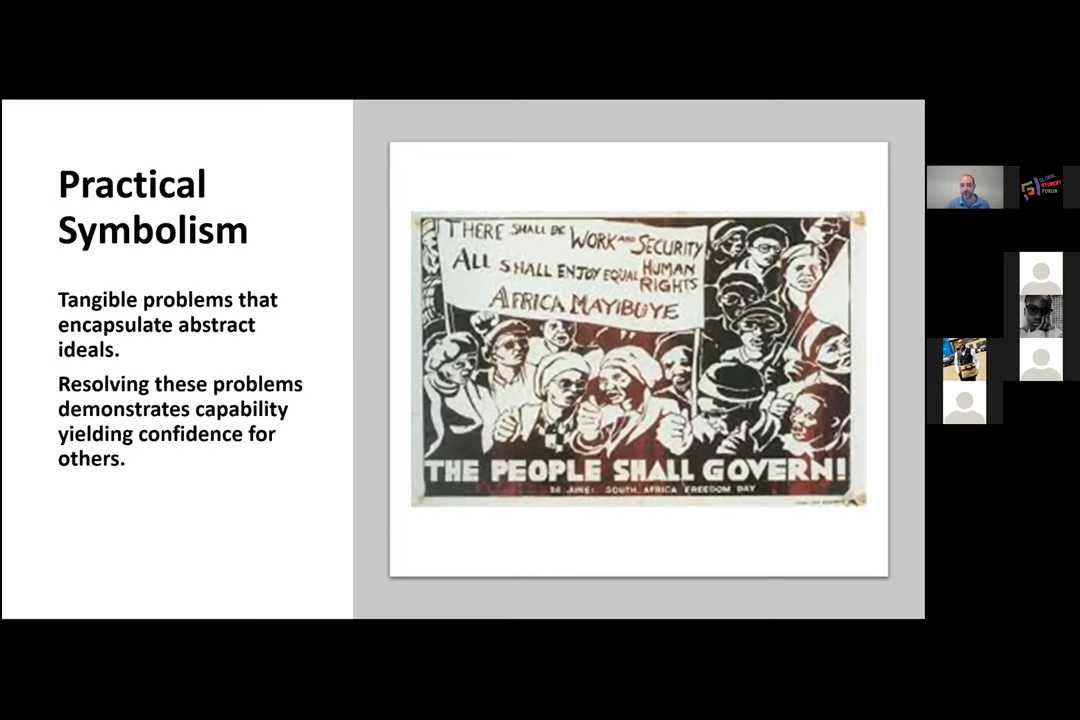 Practical
Symbolism
Tangible problems that
encapsulate abstract
ideals.
Resolving these problems
demonstrates capability
yielding confidence for
others.
THERE SHALL BE WORK AND SECURITY
ALL SHALL ENJOY EQUAL HUMAN
RIGHTS
AFRICA MAYIBUYE
THE PEOPLE SHALL GOVERN!
26 JUNE: SOUTH AFRICA FREEDOM DAY
GLOBAL
STUDENT
FORUM